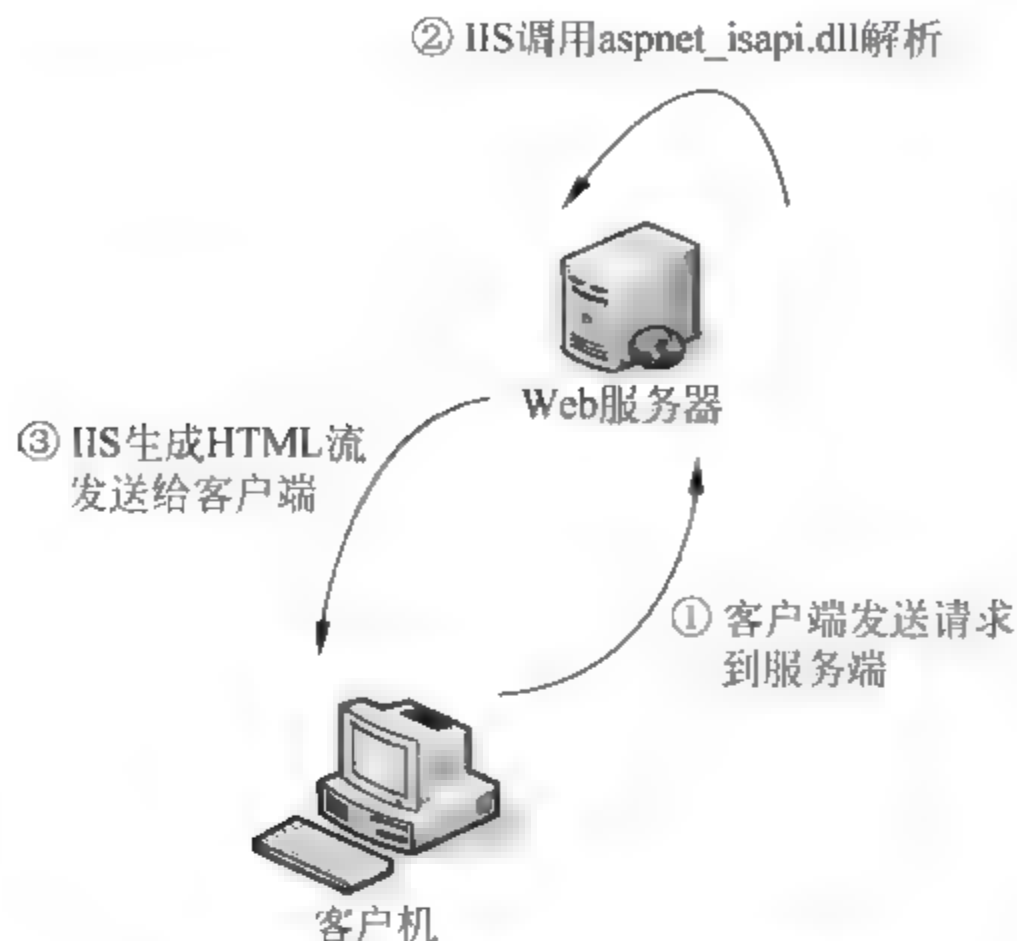 ② IIS调用aspnet_isapi.dll解析
Web服务器
③ IIS生成HTML流
发送给客户端
① 客户端发送请求
到服务端
客户机